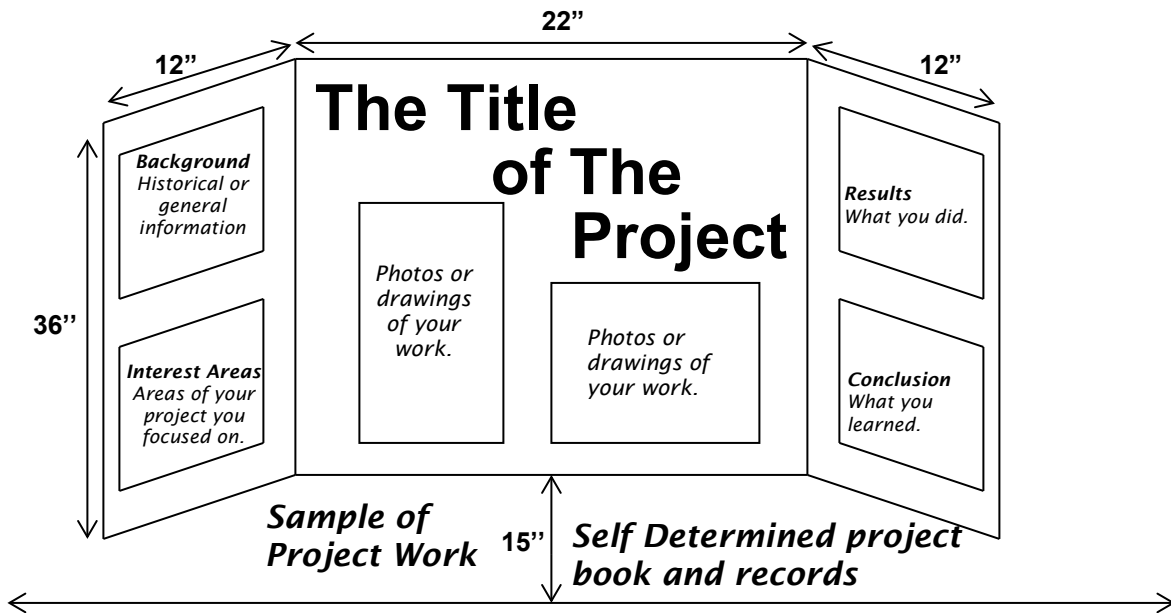 22”
12”
12”
The Title
of The
Project
Background
Historical or
general
information
Results
What you did.
Photos or
drawings
of your
work.
36’’
Photos or
drawings of
your work.
Interest Areas
Areas of your
project you
focused on.
Conclusion
What you
learned.
Sample of
Project Work
15’’
Self Determined project
book and records